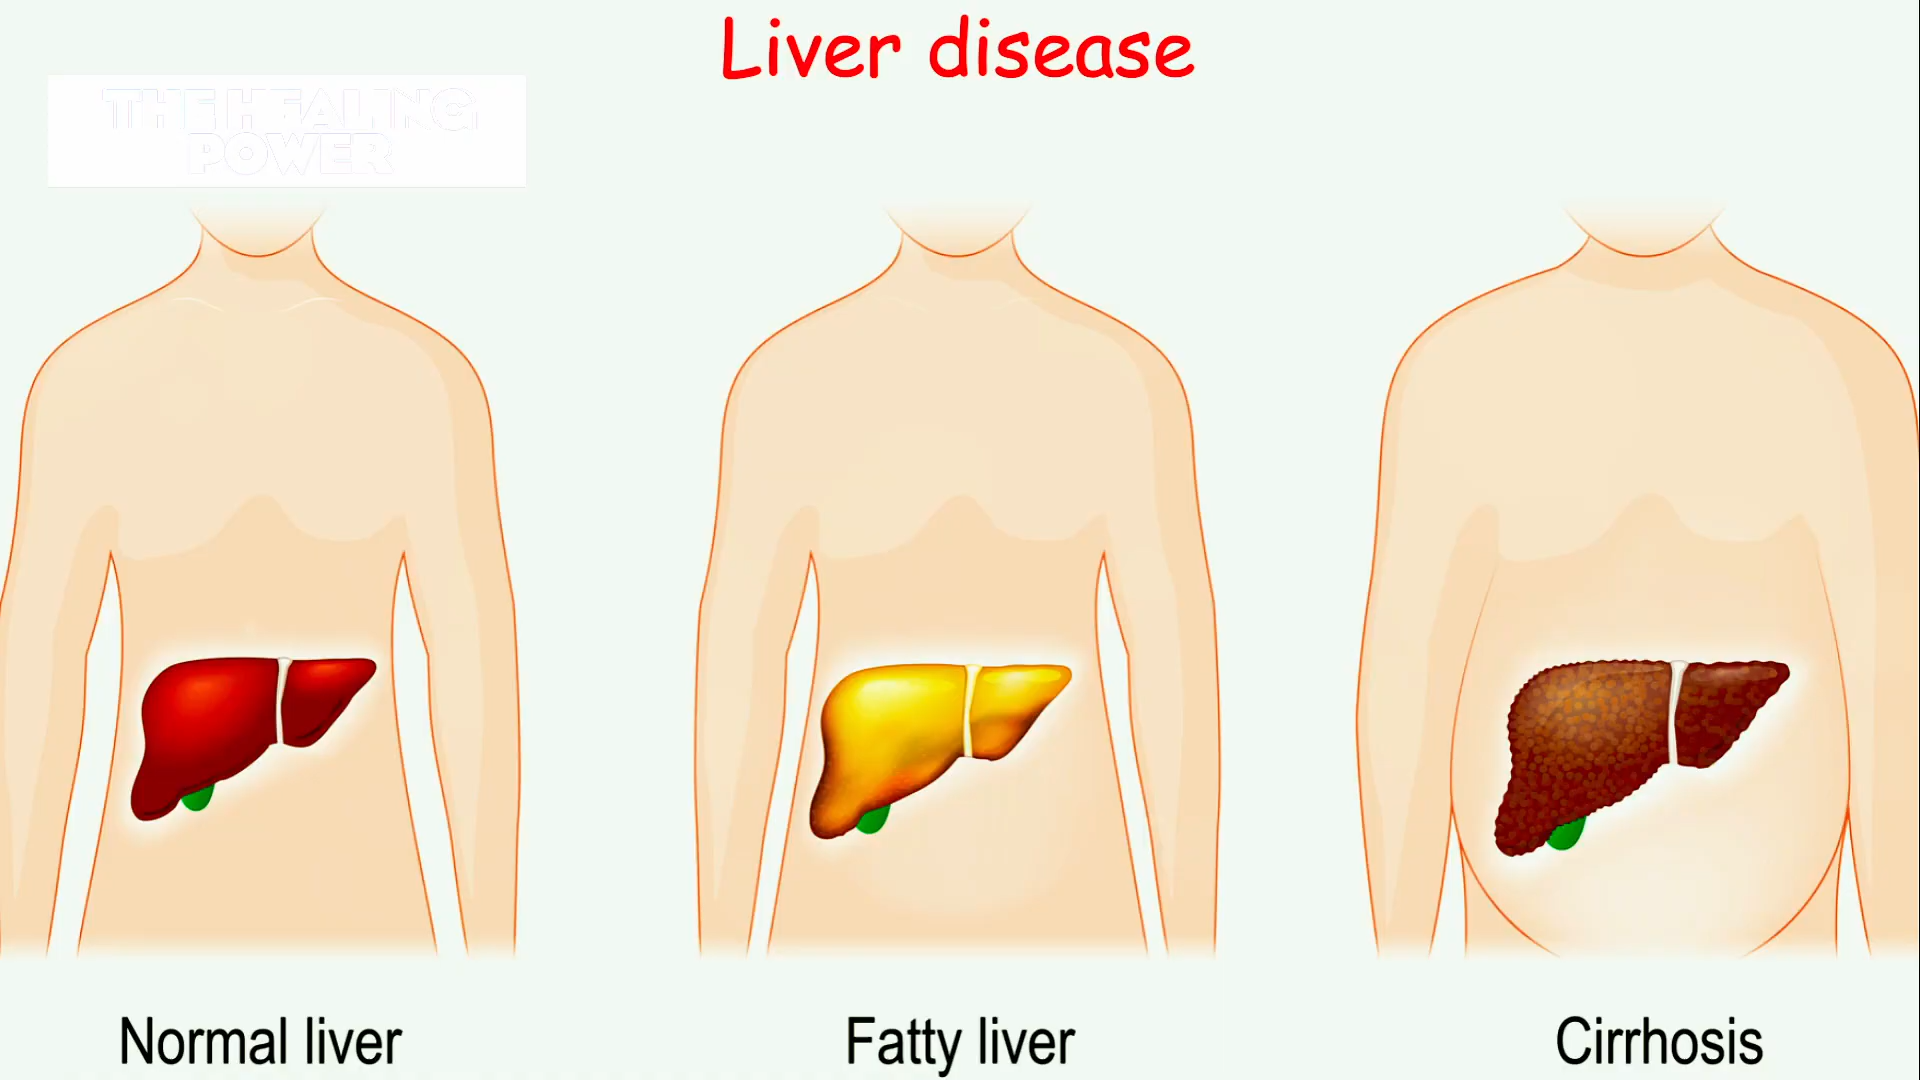 Liver disease
THE HEALING
POWER
Normal liver
Fatty liver
Cirrhosis